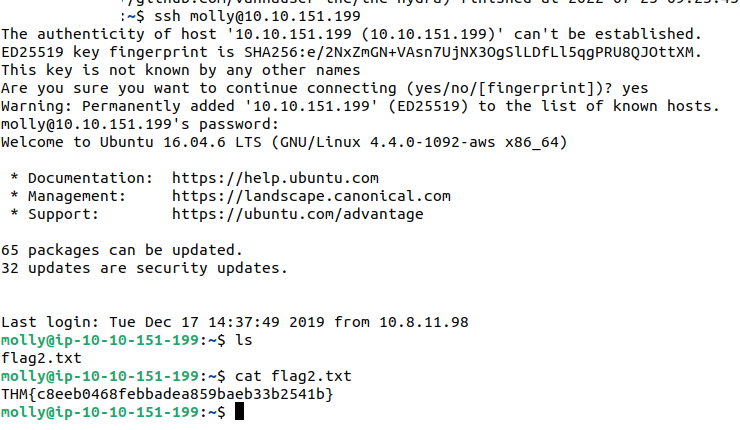 :~$ ssh molly@10.10.151.199
The authenticity of host '10.10.151.199 (10.10.151.199)' can't be established.
ED25519 key fingerprint is SHA256:e/2NxZmGN+VAsn7UjNX3OgSlLDfLl5qgPRU8QJOttXM.
This key is not known by any other names
Are you sure you want to continue connecting (yes/no/[fingerprint])? yes
Warning: Permanently added '10.10.151.199' (ED25519) to the list of known hosts.
molly@10.10.151.199's password:
Welcome to Ubuntu 16.04.6 LTS (GNU/Linux 4.4.0-1092-aws x86_64)
* Documentation:  https://help.ubuntu.com
* Management:     https://landscape.canonical.com
* Support:        https://ubuntu.com/advantage
65 packages can be updated.
32 updates are security updates.
Last login: Tue Dec 17 14:37:49 2019 from 10.8.11.98
molly@ip-10-10-151-199:~$ ls
flag2.txt
molly@ip-10-10-151-199:~$ cat flag2.txt
THM{c8eeb0468febbadea859baeb33b2541b}
molly@ip-10-10-151-199:~$